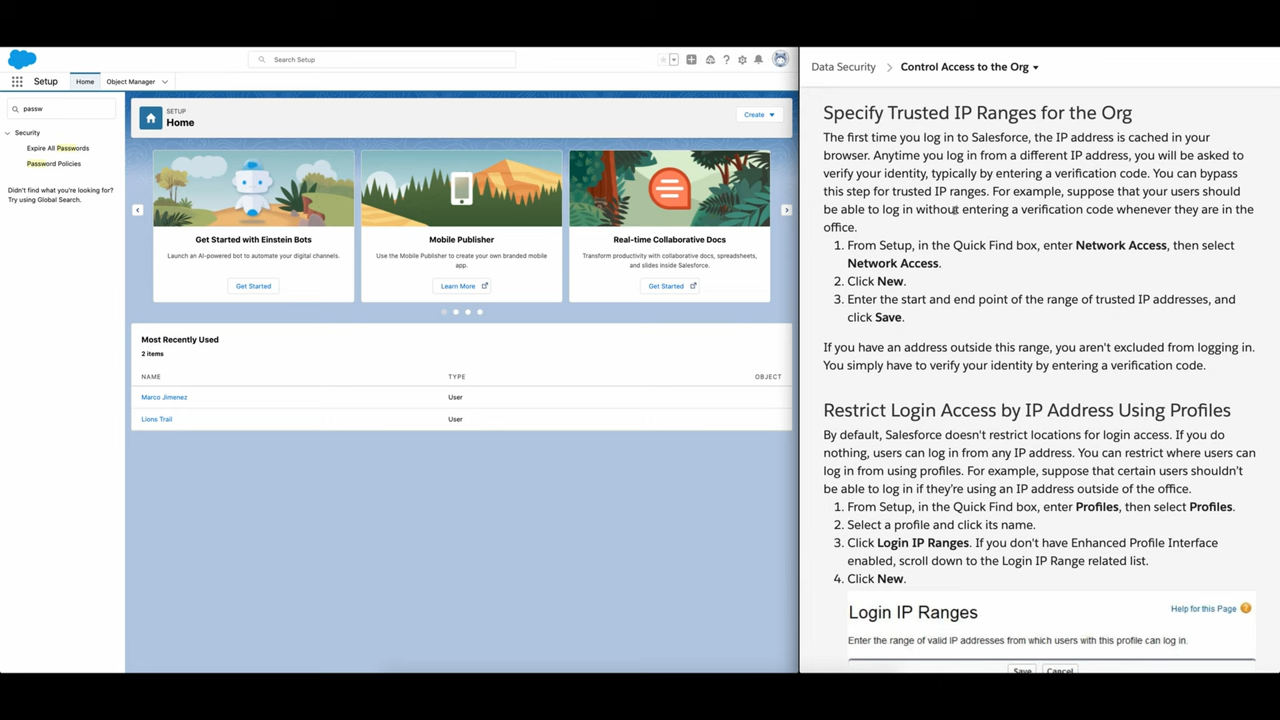 Search Setup
Setup
Home
Object Manager
passw
Security
Expire All Passwords
Password Policies
Didn't find what you're looking for?
Try using Global Search.
SETUP
Home
Create
Get Started with Einstein Bots
Launch an AI-powered bot to automate your digital channels.
Get Started
Mobile Publisher
Use the Mobile Publisher to create your own branded mobile
app.
Learn More
Real-time Collaborative Docs
Transform productivity with collaborative docs, spreadsheets,
and slides inside Salesforce.
Get Started
Most Recently Used
2 items
NAME TYPE OBJECT
Marco Jimenez User
Lions Trail User
Data Security > Control Access to the Org
Specify Trusted IP Ranges for the Org
The first time you log in to Salesforce, the IP address is cached in your
browser. Anytime you log in from a different IP address, you will be asked to
verify your identity, typically by entering a verification code. You can bypass
this step for trusted IP ranges. For example, suppose that your users should
be able to log in without entering a verification code whenever they are in the
office.
1. From Setup, in the Quick Find box, enter Network Access, then select
Network Access.
2. Click New.
3. Enter the start and end point of the range of trusted IP addresses, and
click Save.
If you have an address outside this range, you aren't excluded from logging in.
You simply have to verify your identity by entering a verification code.
Restrict Login Access by IP Address Using Profiles
By default, Salesforce doesn't restrict locations for login access. If you do
nothing, users can log in from any IP address. You can restrict where users can
log in from using profiles. For example, suppose that certain users shouldn't
be able to log in if they're using an IP address outside of the office.
1. From Setup, in the Quick Find box, enter Profiles, then select Profiles.
2. Select a profile and click its name.
3. Click Login IP Ranges. If you don't have Enhanced Profile Interface
enabled, scroll down to the Login IP Range related list.
4. Click New.
Login IP Ranges
Help for this Page
Enter the range of valid IP addresses from which users with this profile can log in.
Save Cancel